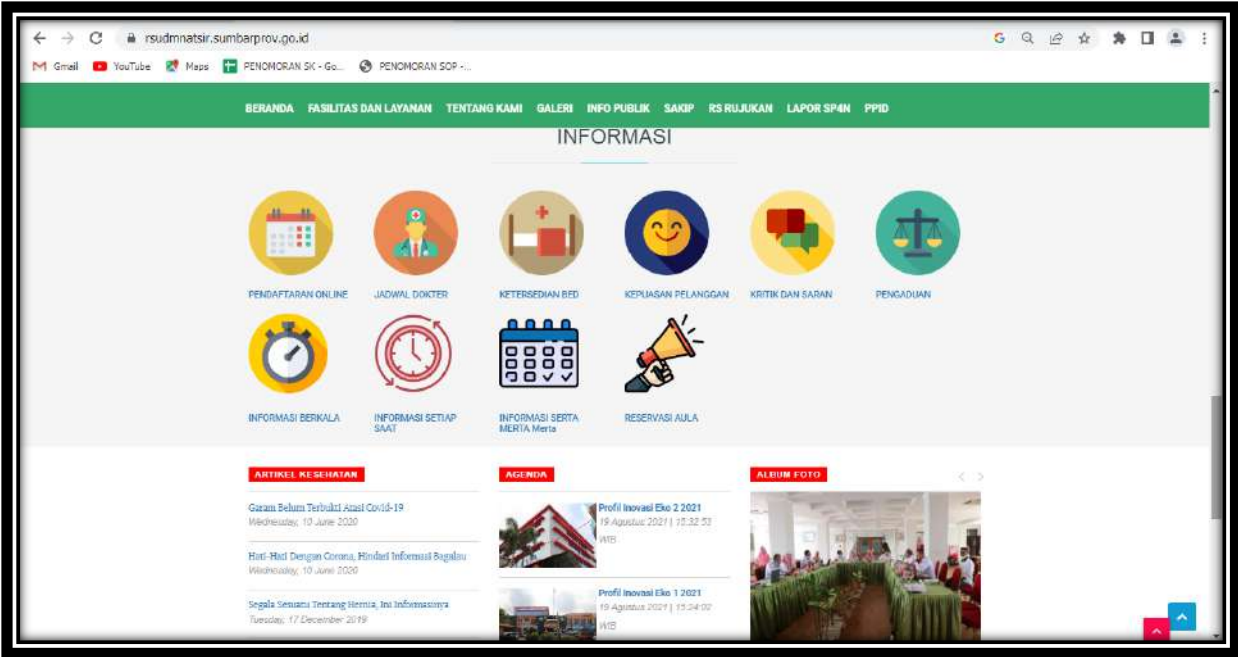 rsudmnatsir.sumbarprov.go.id
Gmail YouTube Maps PENOMORAN SK - Go... PENOMORAN SOP -...
BERANDA FASILITAS DAN LAYANAN TENTANG KAMI GALERI INFO PUBLIK SAKIP RS RUJUKAN LAPOR SP4N PPID
INFORMASI
PENDAFTARAN ONLINE JADWAL DOKTER KETERSEDIAN BED KEPUASAN PELANGGAN KRITIK DAN SARAN PENGADUAN
INFORMASI BERKALA INFORMASI SETIAP SAAT INFORMASI SERTA MERTA Merta RESERVASI AULA
ARTIKEL KESEHATAN
Garam Belum Terbukti Atasi Covid-19
Wednesday, 10 June 2020
Hati-Hati Dengan Corona, Hindari Informasi Bagalau
Wednesday, 10 June 2020
Segala Sesuatu Tentang Hernia, Ini Informasinya
Tuesday, 17 December 2019
AGENDA
Profil Inovasi Eko 2 2021
19 Agustus 2021 | 15:32:53
WIB
Profil Inovasi Eko 1 2021
19 Agustus 2021 | 15:24:02
WIB
ALBUM FOTO